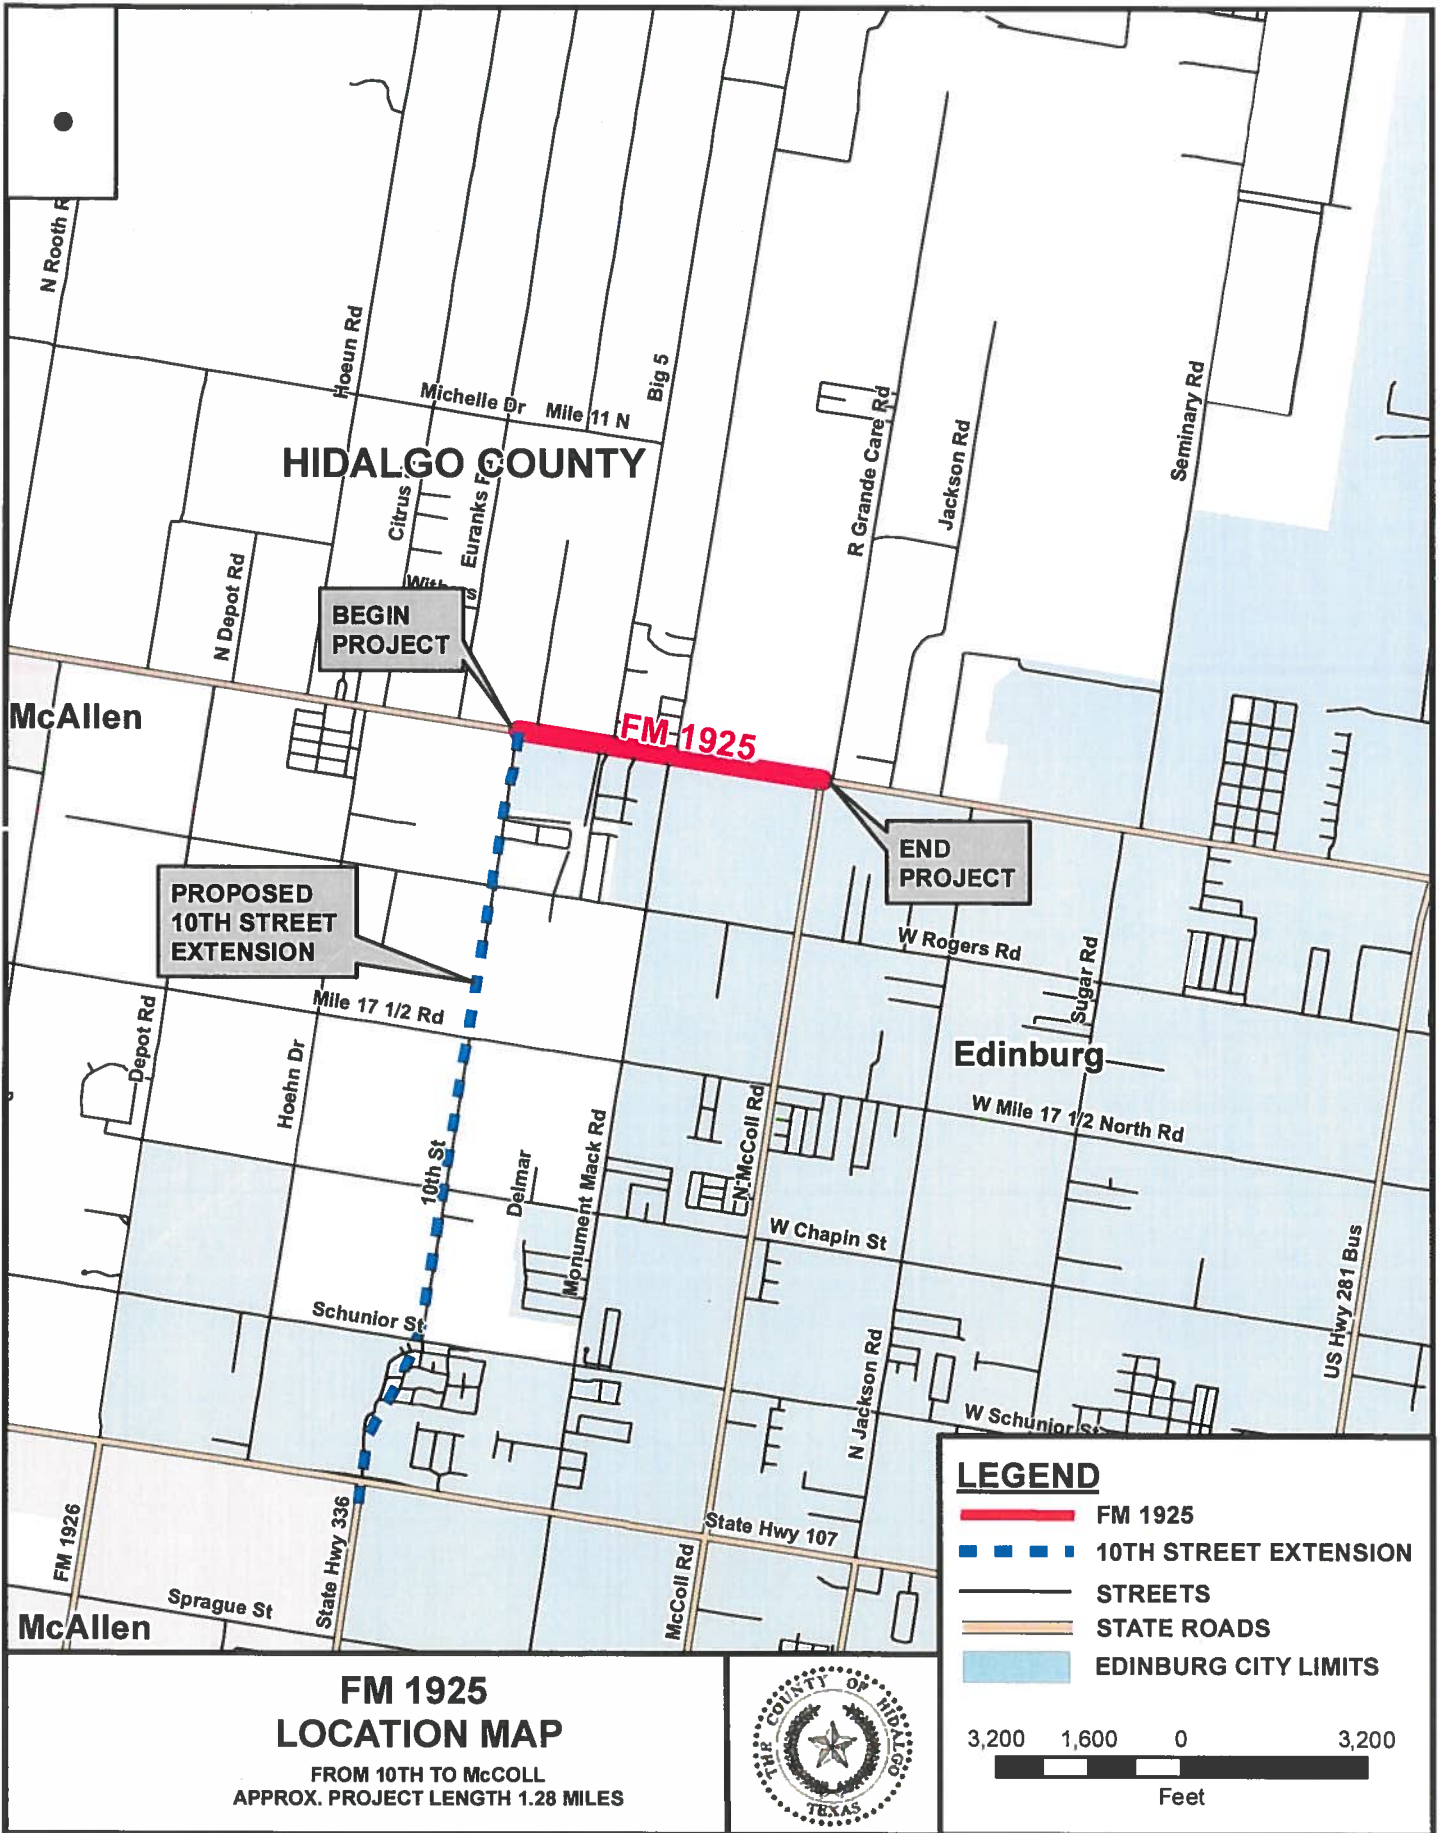 N Rooth R
Hoeun Rd
Michelle Dr
Mile 11 N
Big 5
R Grande Care Rd
Jackson Rd
Seminary Rd
HIDALGO COUNTY
Citrus
Euranks F
N Depot Rd
BEGIN
PROJECT
McAllen
FM 1925
END
PROJECT
PROPOSED
10TH STREET
EXTENSION
W Rogers Rd
Sugar Rd
Mile 17 1/2 Rd
Depot Rd
Hoehn Dr
Edinburg
W Mile 17 1/2 North Rd
10th St
Delmar
Monument Mack Rd
N McColl Rd
W Chapin St
US Hwy 281 Bus
Schunior St
N Jackson Rd
W Schunior St
FM 1926
State Hwy 336
State Hwy 107
McColl Rd
Sprague St
McAllen
LEGEND
FM 1925
10TH STREET EXTENSION
STREETS
STATE ROADS
EDINBURG CITY LIMITS
3,200 1,600 0 3,200
Feet
FM 1925
LOCATION MAP
FROM 10TH TO McCOLL
APPROX. PROJECT LENGTH 1.28 MILES
THE COUNTY OF HIDALGO
TEXAS